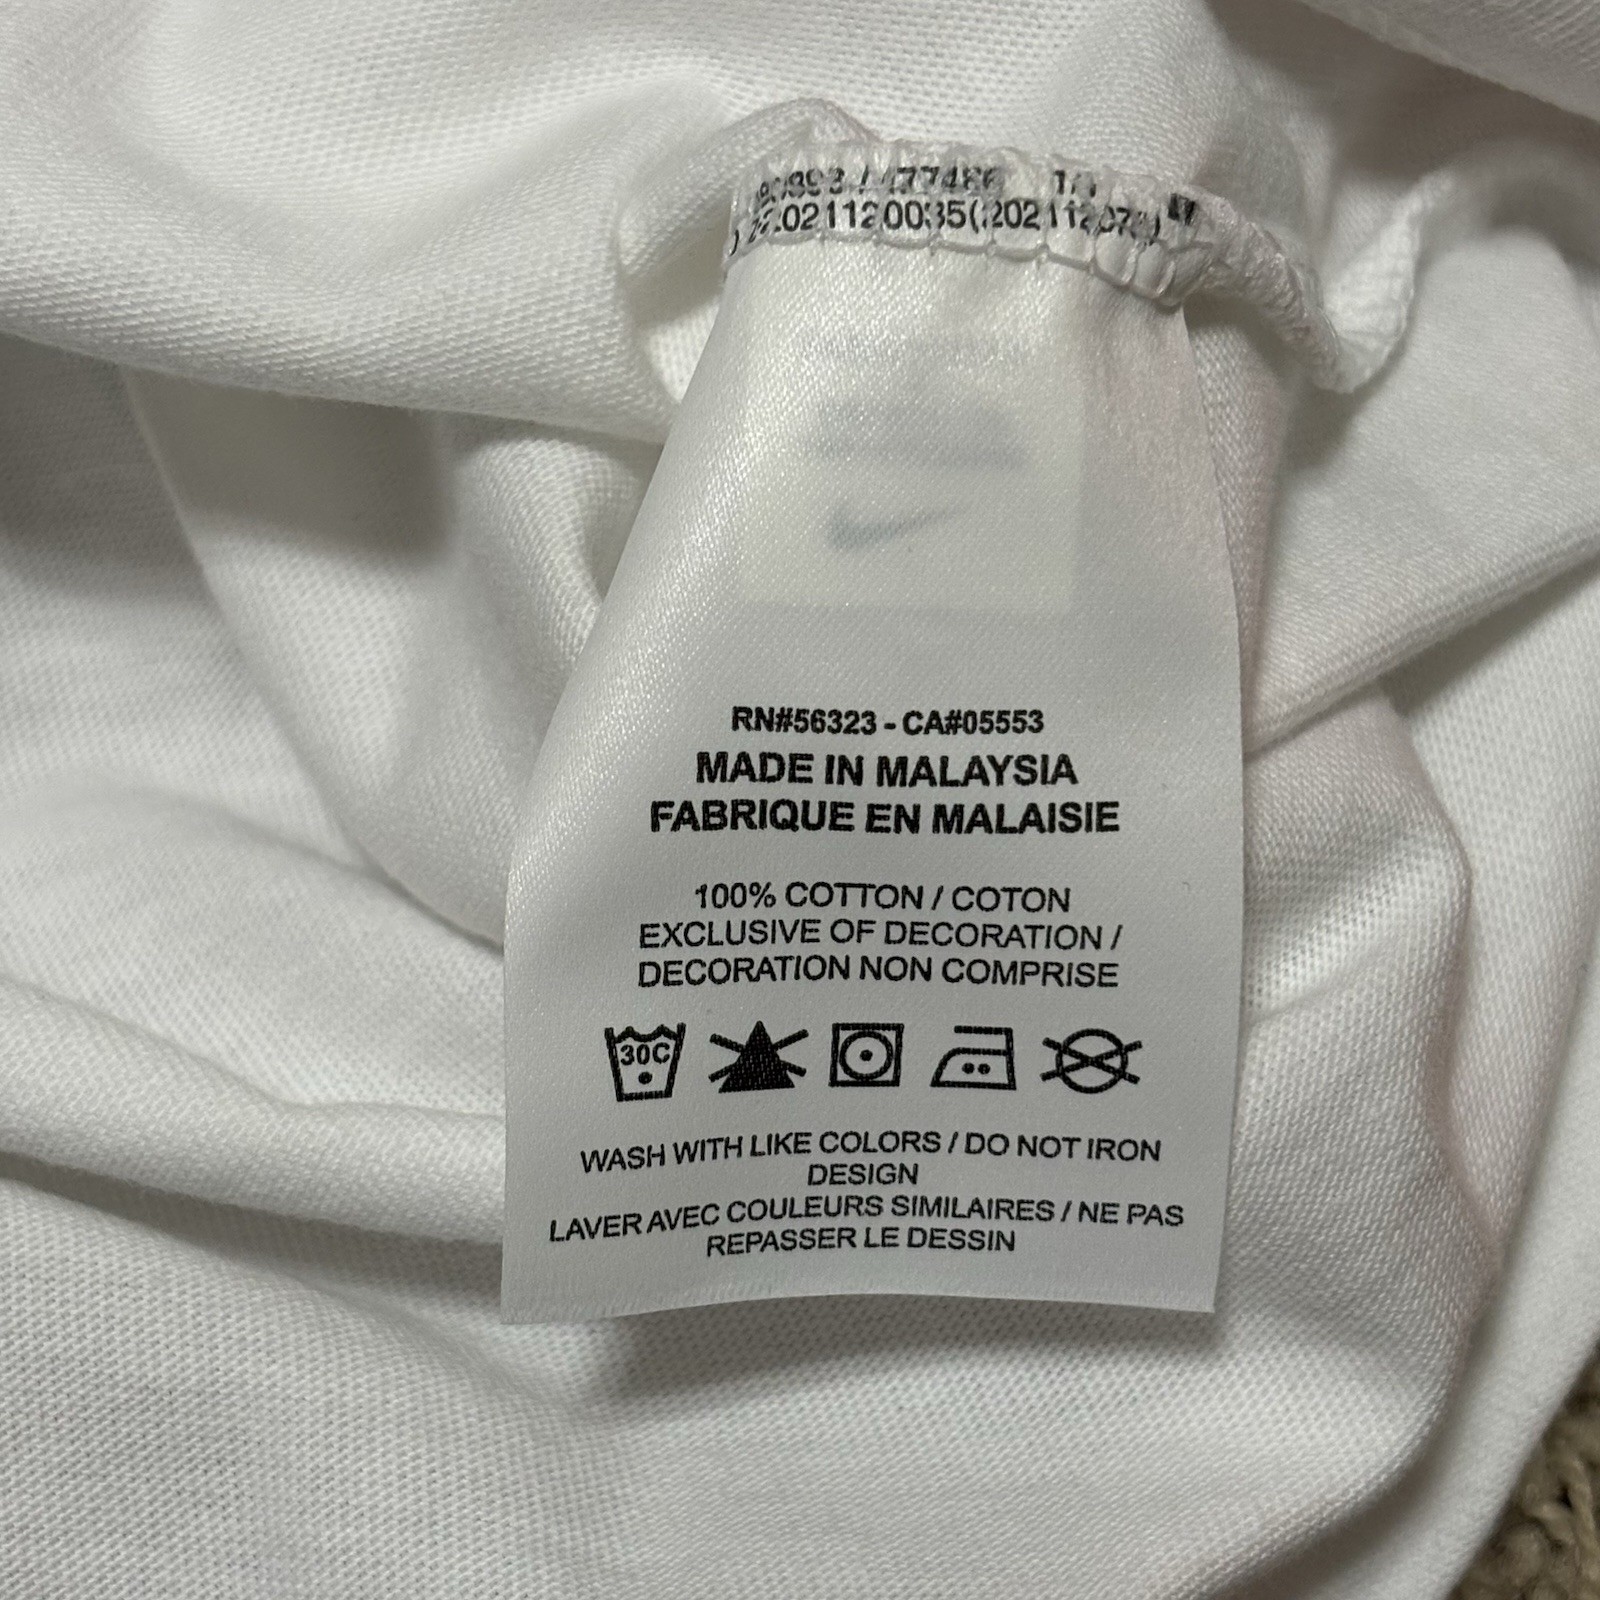 RN#56323 - CA#05553
MADE IN MALAYSIA
FABRIQUE EN MALAISIE
100% COTTON / COTON
EXCLUSIVE OF DECORATION /
DECORATION NON COMPRISE
30C
WASH WITH LIKE COLORS / DO NOT IRON
DESIGN
LAVER AVEC COULEURS SIMILAIRES / NE PAS
REPASSER LE DESSIN